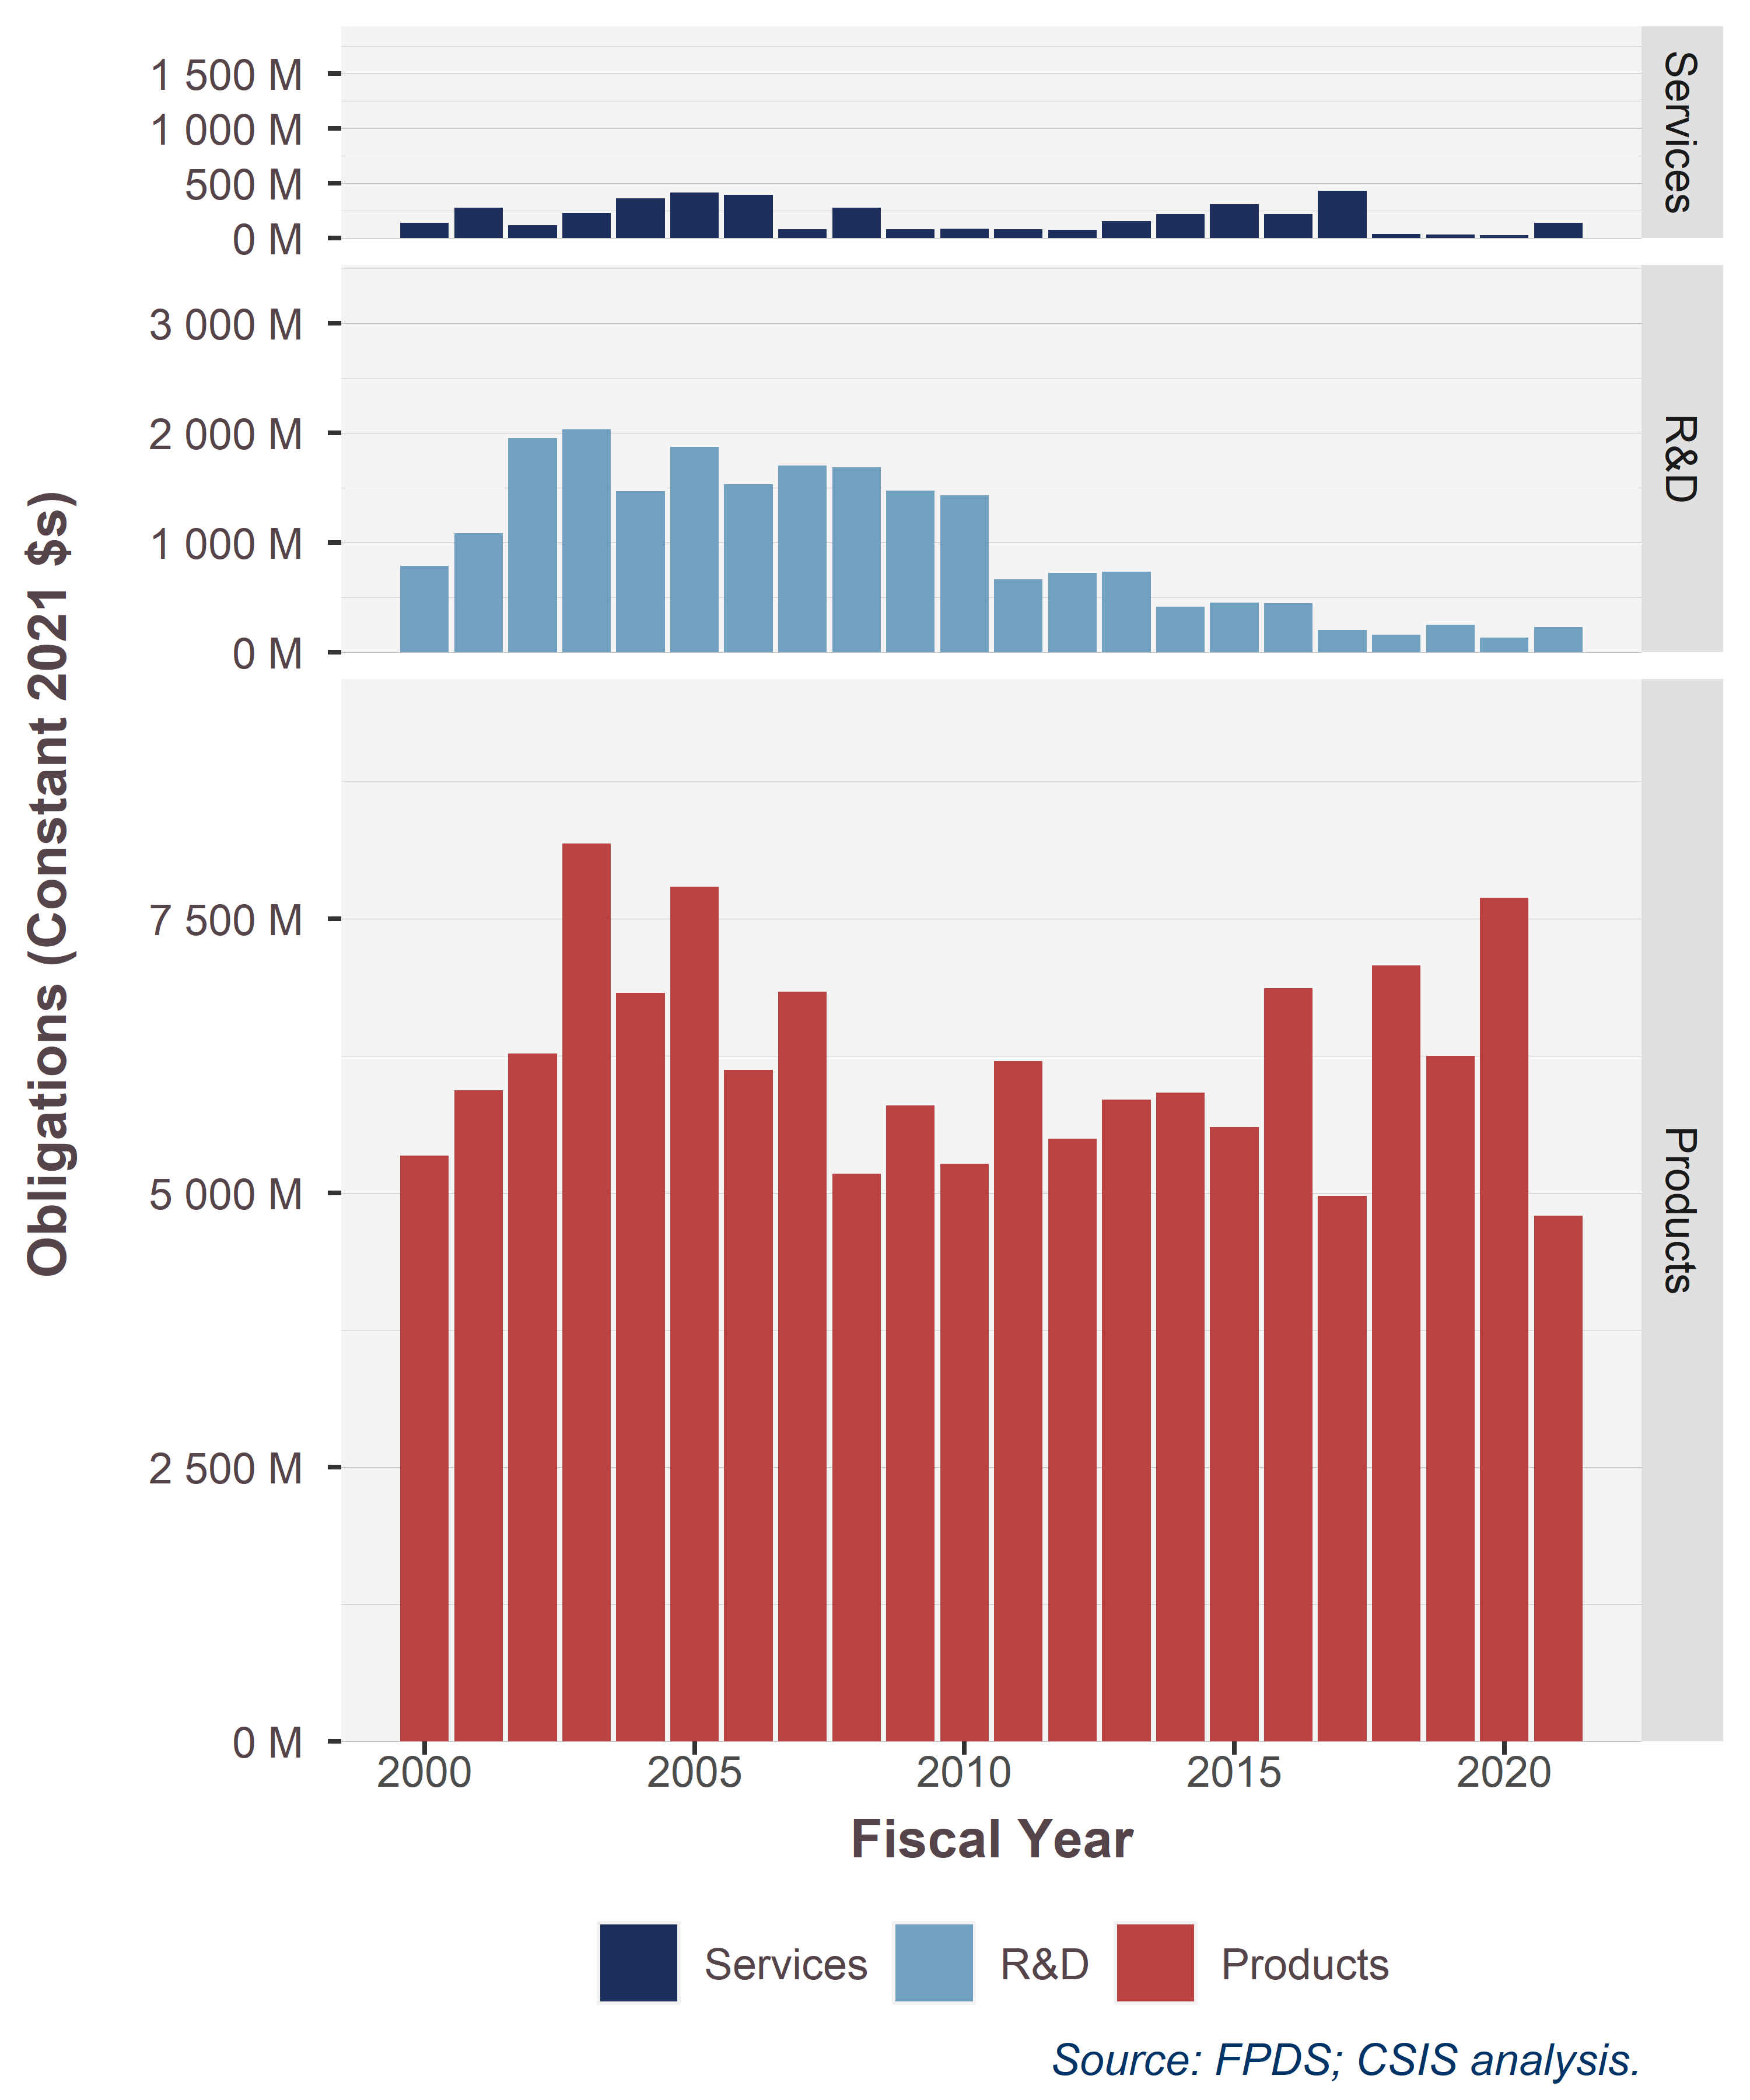 1 500 M
1 000 M
500 M
0 M
Services
3 000 M
2 000 M
1 000 M
0 M
R&D
7 500 M
5 000 M
2 500 M
0 M
Products
Obligations (Constant 2021 $s)
2000 2005 2010 2015 2020
Fiscal Year
Services R&D Products
Source: FPDS; CSIS analysis.